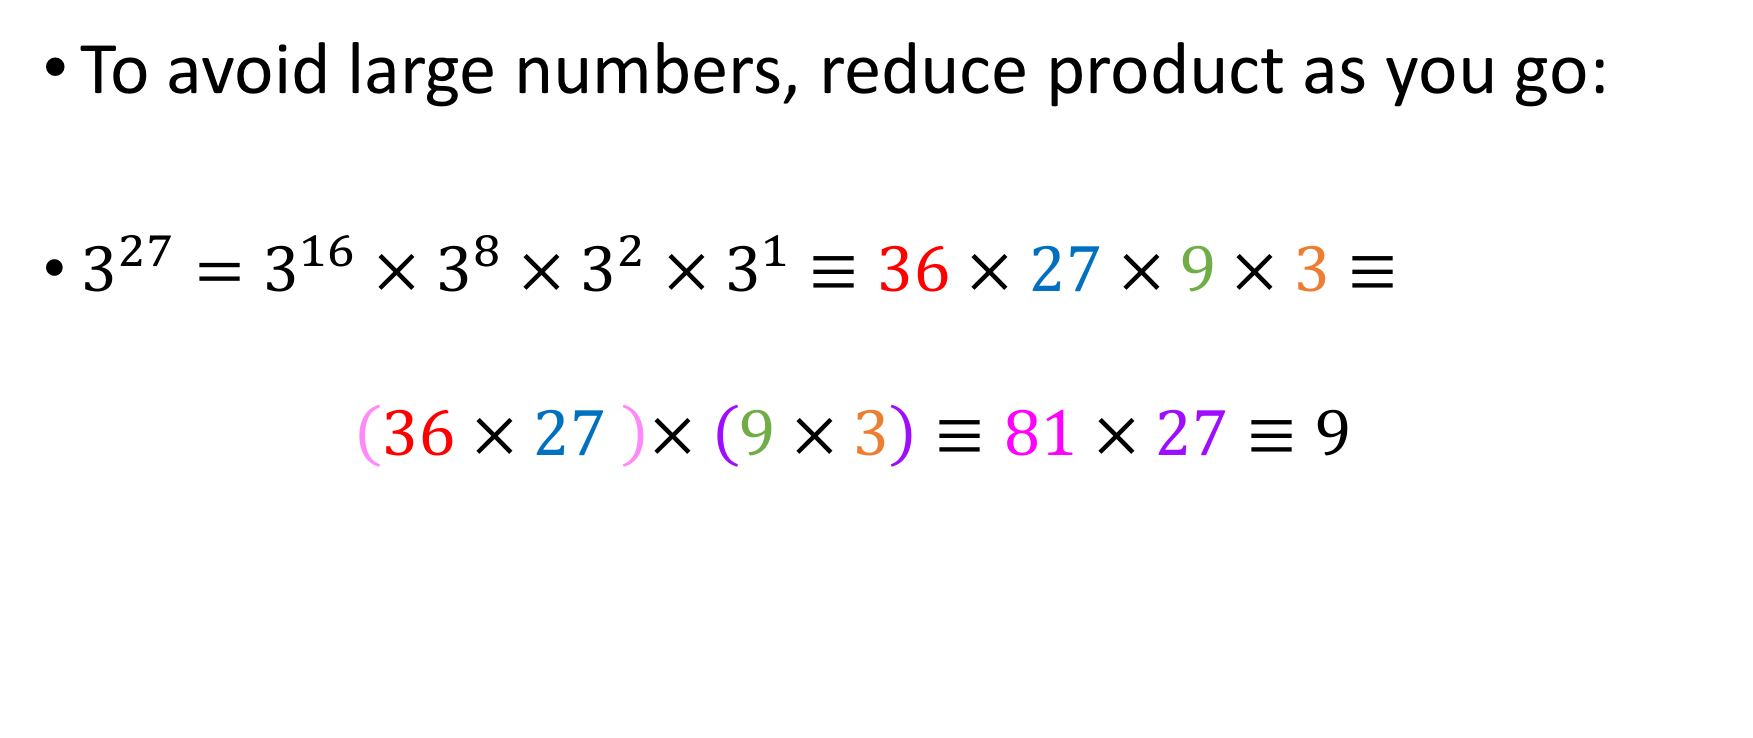 • To avoid large numbers, reduce product as you go:
• 3²⁷ = 3¹⁶ × 3⁸ × 3² × 3¹ ≡ 36 × 27 × 9 × 3 ≡
(36 × 27 )× (9 × 3) ≡ 81 × 27 ≡ 9